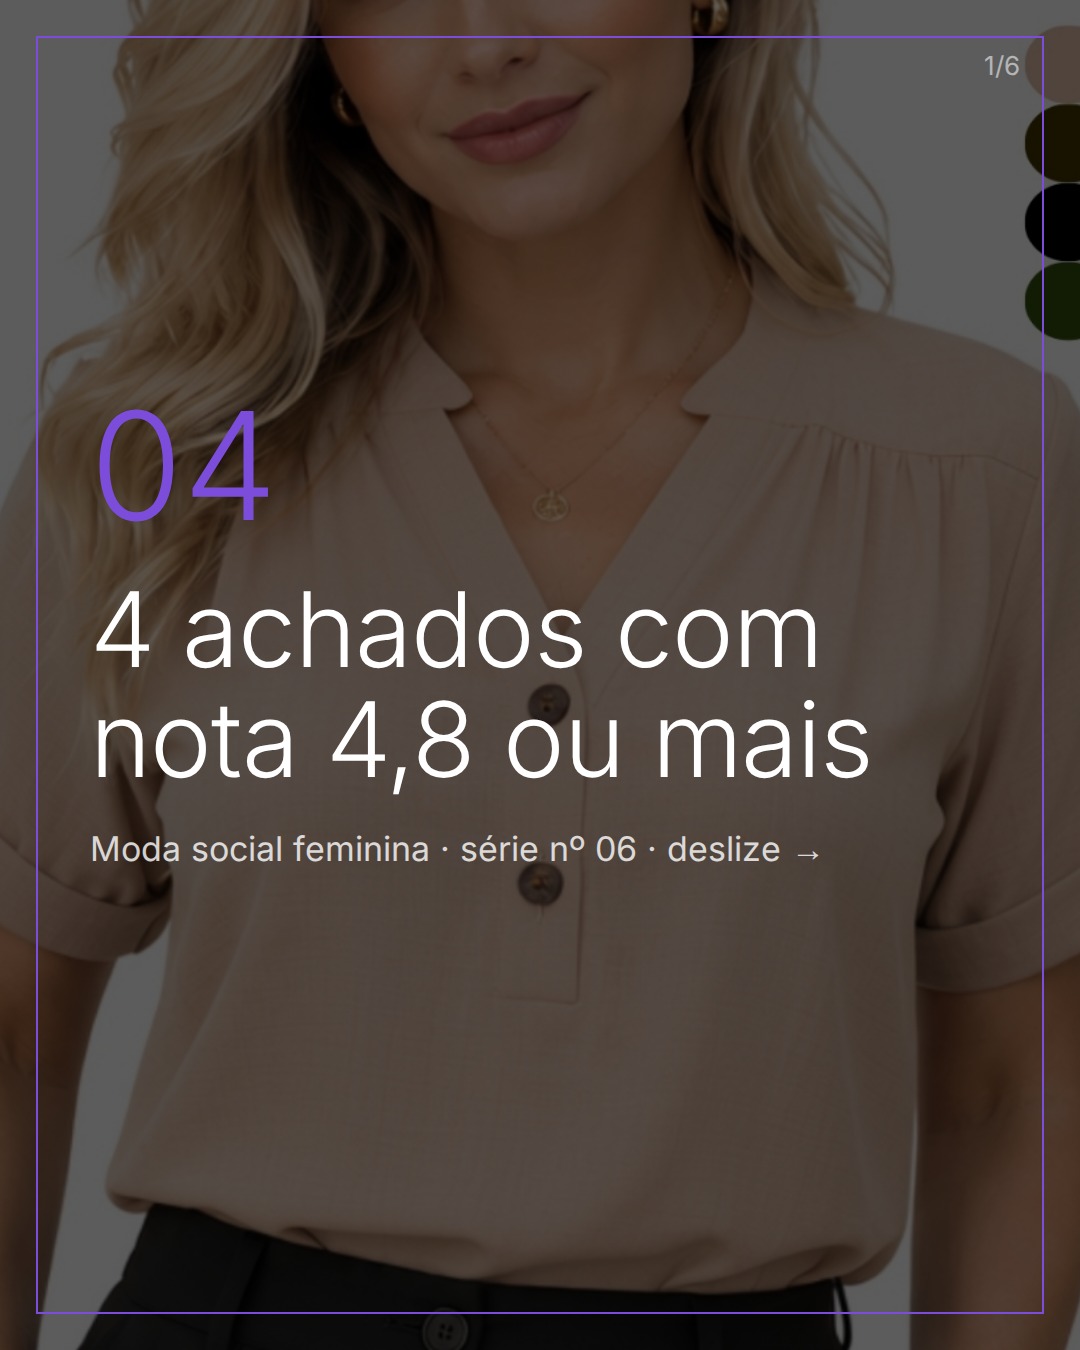 1/6
04
4 achados com
nota 4,8 ou mais
Moda social feminina · série nº 06 · deslize →